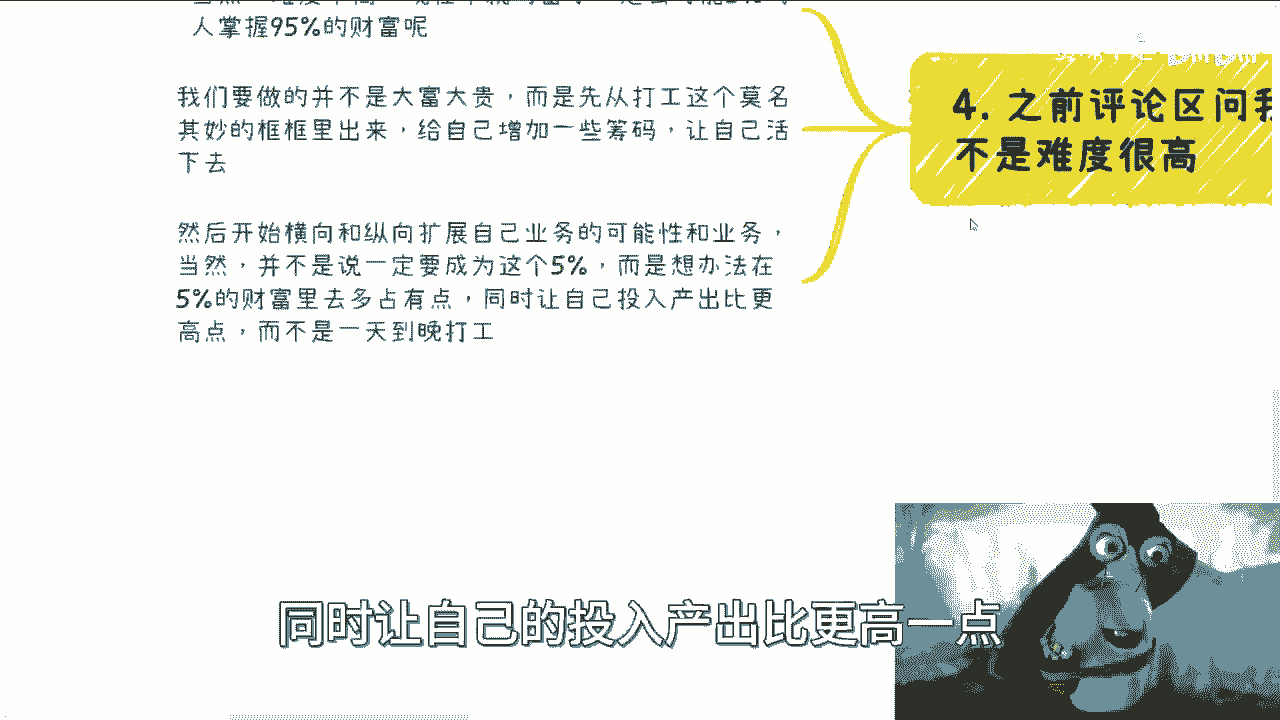 人掌握95%的财富呢
我们要做的并不是大富大贵，而是先从打工这个莫名
其妙的框框里出来，给自己增加一些筹码，让自己活
下去
然后开始横向和纵向扩展自己业务的可能性和业务，
当然，并不是说一定要成为这个5%，而是想办法在
5%的财富里去多占有点，同时让自己投入产出比更
高点，而不是一天到晚打工
4. 之前评论区问我
不是难度很高
同时让自己的投入产出比更高一点